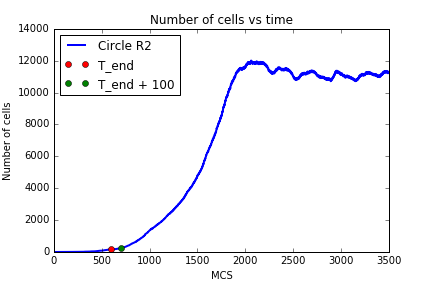 Number of cells vs time
Circle R2
T_end
T_end + 100
Number of cells
14000
12000
10000
8000
6000
4000
2000
0
0 500 1000 1500 2000 2500 3000 3500
MCS